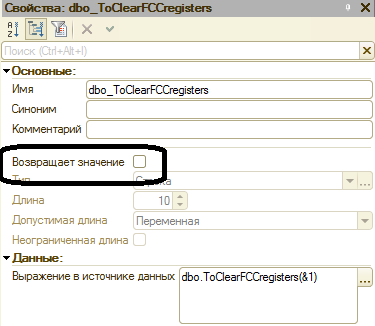 Свойства: dbo_ToClearFCCregisters
Поиск (Ctrl+Alt+I)
Основные:
Имя dbo_ToClearFCCregisters
Синоним
Комментарий
Возвращает значение
Тип Строка
Длина 10
Допустимая длина Переменная
Неограниченная длина
Данные:
Выражение в источнике данных dbo.ToClearFCCregisters(&1)